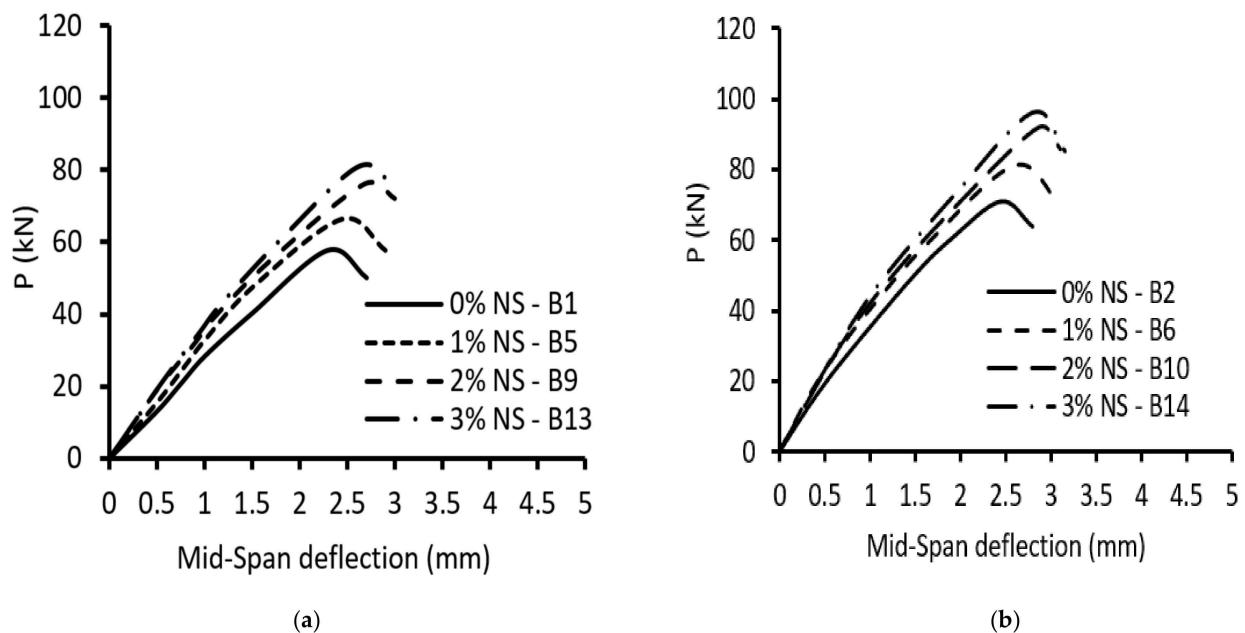 120
100
80
60
40
20
0
P (kN)
0% NS - B1
1% NS - B5
2% NS - B9
3% NS - B13
0 0.5 1 1.5 2 2.5 3 3.5 4 4.5 5
Mid-Span deflection (mm)
(a)
120
100
80
60
40
20
0
P (kN)
0% NS - B2
1% NS - B6
2% NS - B10
3% NS - B14
0 0.5 1 1.5 2 2.5 3 3.5 4 4.5 5
Mid-Span deflection (mm)
(b)